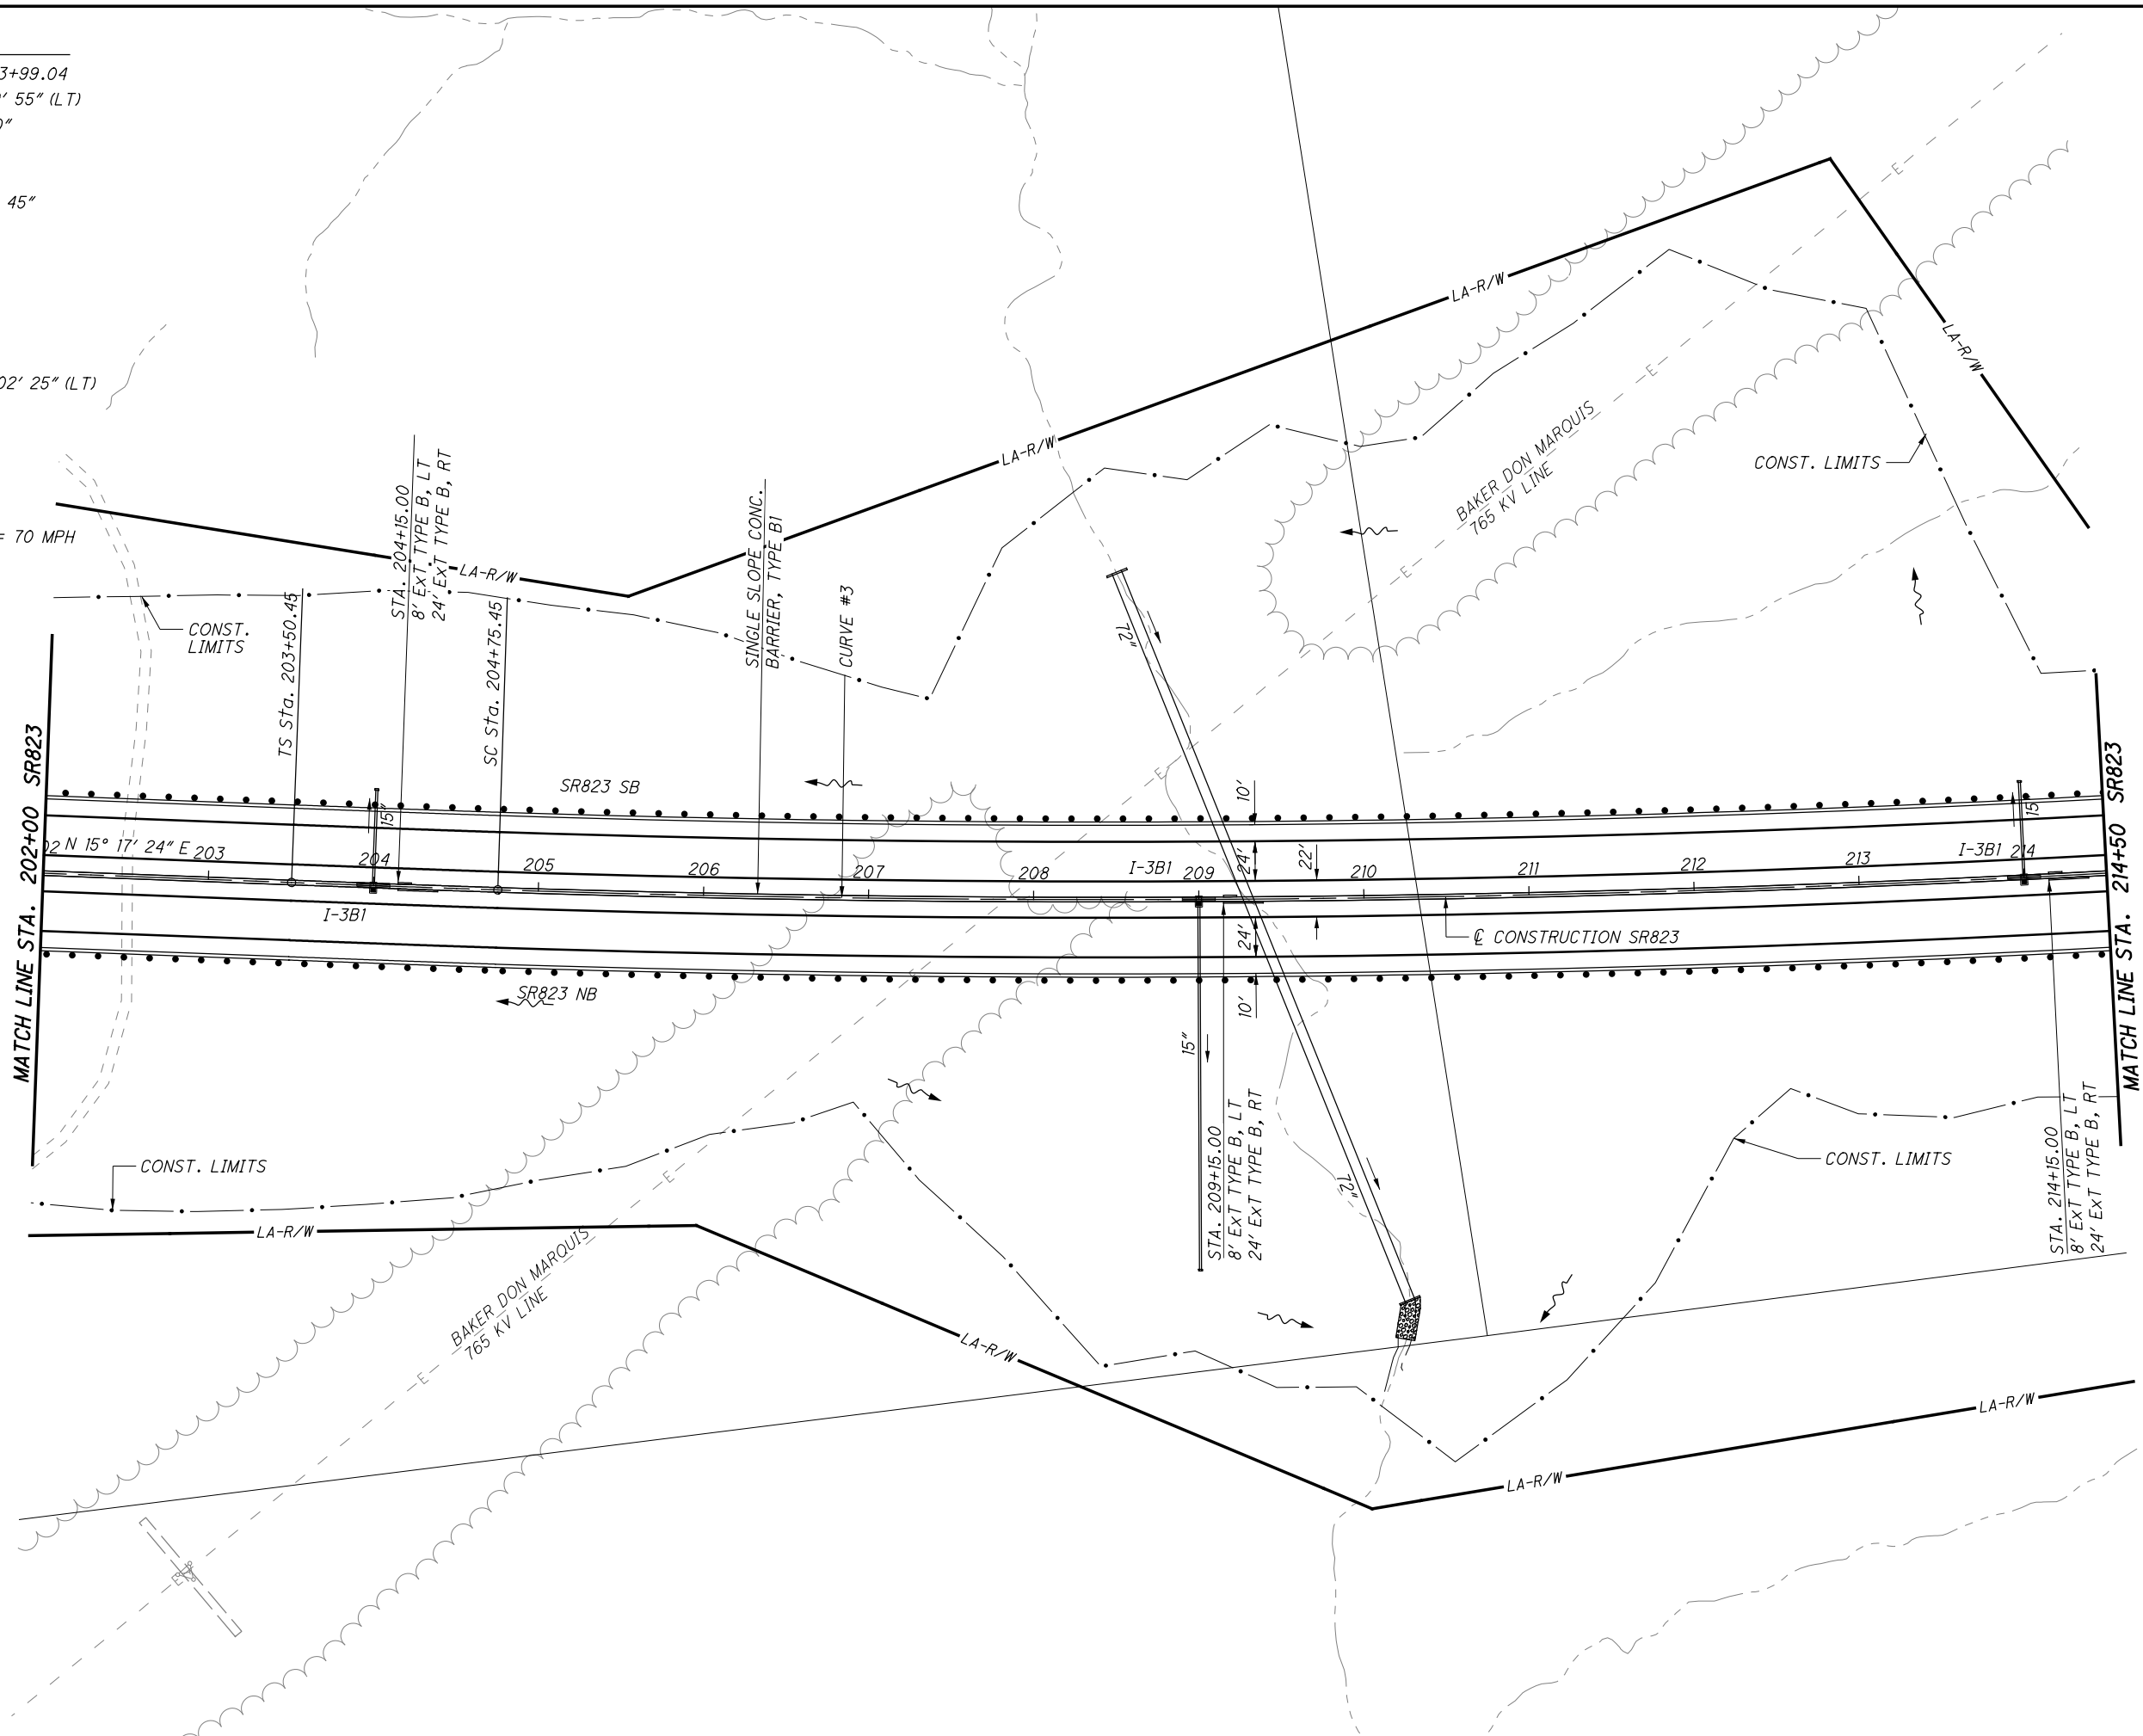 3+99.04
' 55" (LT)
0"
45"
02' 25" (LT)
= 70 MPH
LA-R/W
LA-R/W
LA-R/W
LA-R/W
CONST. LIMITS
BAKER DON MARQUIS
765 KV LINE
E
E
E
E
STA. 204+15.00
8' ExT TYPE B, LT
24' ExT TYPE B, RT
SINGLE SLOPE CONC.
BARRIER, TYPE B1
CURVE #3
TS Sta. 203+50.45
SC Sta. 204+75.45
CONST.
LIMITS
72"
MATCH LINE STA. 202+00 SR823
MATCH LINE STA. 214+50 SR823
SR823 SB
15"
10'
15"
02 N 15° 17' 24" E 203
204
205
206
207
208
I-3B1 209
24'
22'
210
211
212
213
I-3B1 214
I-3B1
24'
℄ CONSTRUCTION SR823
SR823 NB
E
10'
15"
STA. 209+15.00
8' ExT TYPE B, LT
24' ExT TYPE B, RT
STA. 214+15.00
8' ExT TYPE B, LT
24' ExT TYPE B, RT
CONST. LIMITS
CONST. LIMITS
E
72"
LA-R/W
BAKER DON MARQUIS
765 KV LINE
E
LA-R/W
LA-R/W
LA-R/W
E